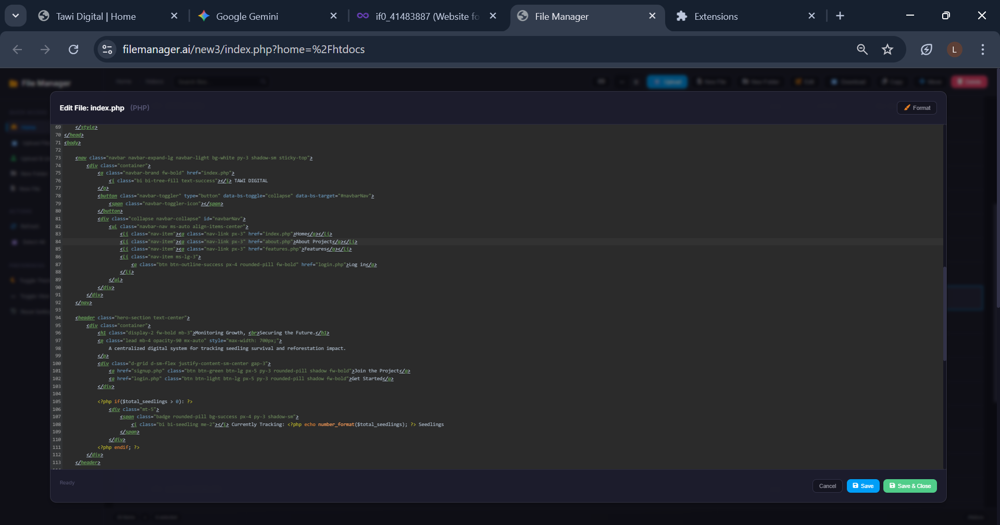 Tawi Digital | Home
Google Gemini
if0_41483887 (Website fo
File Manager
Extensions
filemanager.ai/new3/index.php?home=%2Fhtdocs
L
File Manager
Edit File: index.php (PHP)
Format
69 </style>
70 </head>
71 <body>
72
73 <nav class="navbar navbar-expand-lg navbar-light bg-white py-3 shadow-sm sticky-top">
74 <div class="container">
75 <a class="navbar-brand fw-bold" href="index.php">
76 <i class="bi bi-tree-fill text-success"></i> TAWI DIGITAL
77 </a>
78 <button class="navbar-toggler" type="button" data-bs-toggle="collapse" data-bs-target="#navbarNav">
79 <span class="navbar-toggler-icon"></span>
80 </button>
81 <div class="collapse navbar-collapse" id="navbarNav">
82 <ul class="navbar-nav ms-auto align-items-center">
83 <li class="nav-item"><a class="nav-link px-3" href="index.php">Home</a></li>
84 <li class="nav-item"><a class="nav-link px-3" href="about.php">About Project</a></li>
85 <li class="nav-item"><a class="nav-link px-3" href="features.php">Features</a></li>
86 <li class="nav-item ms-lg-3">
87 <a class="btn btn-outline-success px-4 rounded-pill fw-bold" href="login.php">Log in</a>
88 </li>
89 </ul>
90 </div>
91 </div>
92 </nav>
93
94 <header class="hero-section text-center">
95 <div class="container">
96 <h1 class="display-2 fw-bold mb-3">Monitoring Growth, <br>Securing the Future.</h1>
97 <p class="lead mb-4 opacity-90 mx-auto" style="max-width: 700px;">
98 A centralized digital system for tracking seedling survival and reforestation impact.
99 </p>
100 <div class="d-grid d-sm-flex justify-content-sm-center gap-3">
101 <a href="signup.php" class="btn btn-green btn-lg px-5 py-3 rounded-pill shadow fw-bold">Join the Project</a>
102 <a href="login.php" class="btn btn-light btn-lg px-5 py-3 rounded-pill shadow fw-bold">Get Started</a>
103 </div>
104
105 <?php if($total_seedlings > 0): ?>
106 <div class="mt-5">
107 <span class="badge rounded-pill bg-success px-4 py-3 shadow-sm">
108 <i class="bi bi-seedling me-2"></i> Currently Tracking: <?php echo number_format($total_seedlings); ?> Seedlings
109 </span>
110 </div>
111 <?php endif; ?>
112 </div>
113 </header>
Ready
Cancel
Save
Save & Close